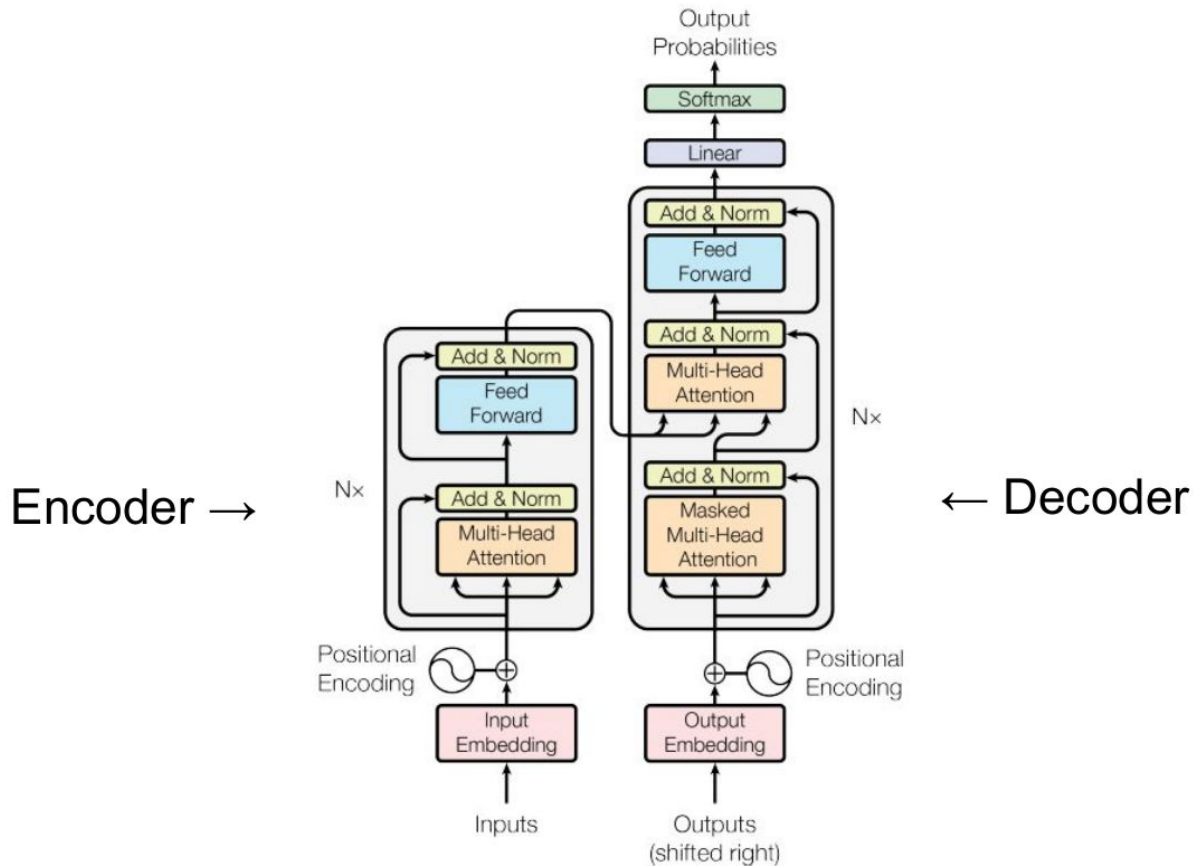 Output
Probabilities
Softmax
Linear
Add & Norm
Feed
Forward
Add & Norm
Multi-Head
Attention
Add & Norm
Masked
Multi-Head
Attention
Nx
← Decoder
Add & Norm
Feed
Forward
Add & Norm
Multi-Head
Attention
Nx
Encoder →
Positional
Encoding
Positional
Encoding
Input
Embedding
Output
Embedding
Inputs
Outputs
(shifted right)